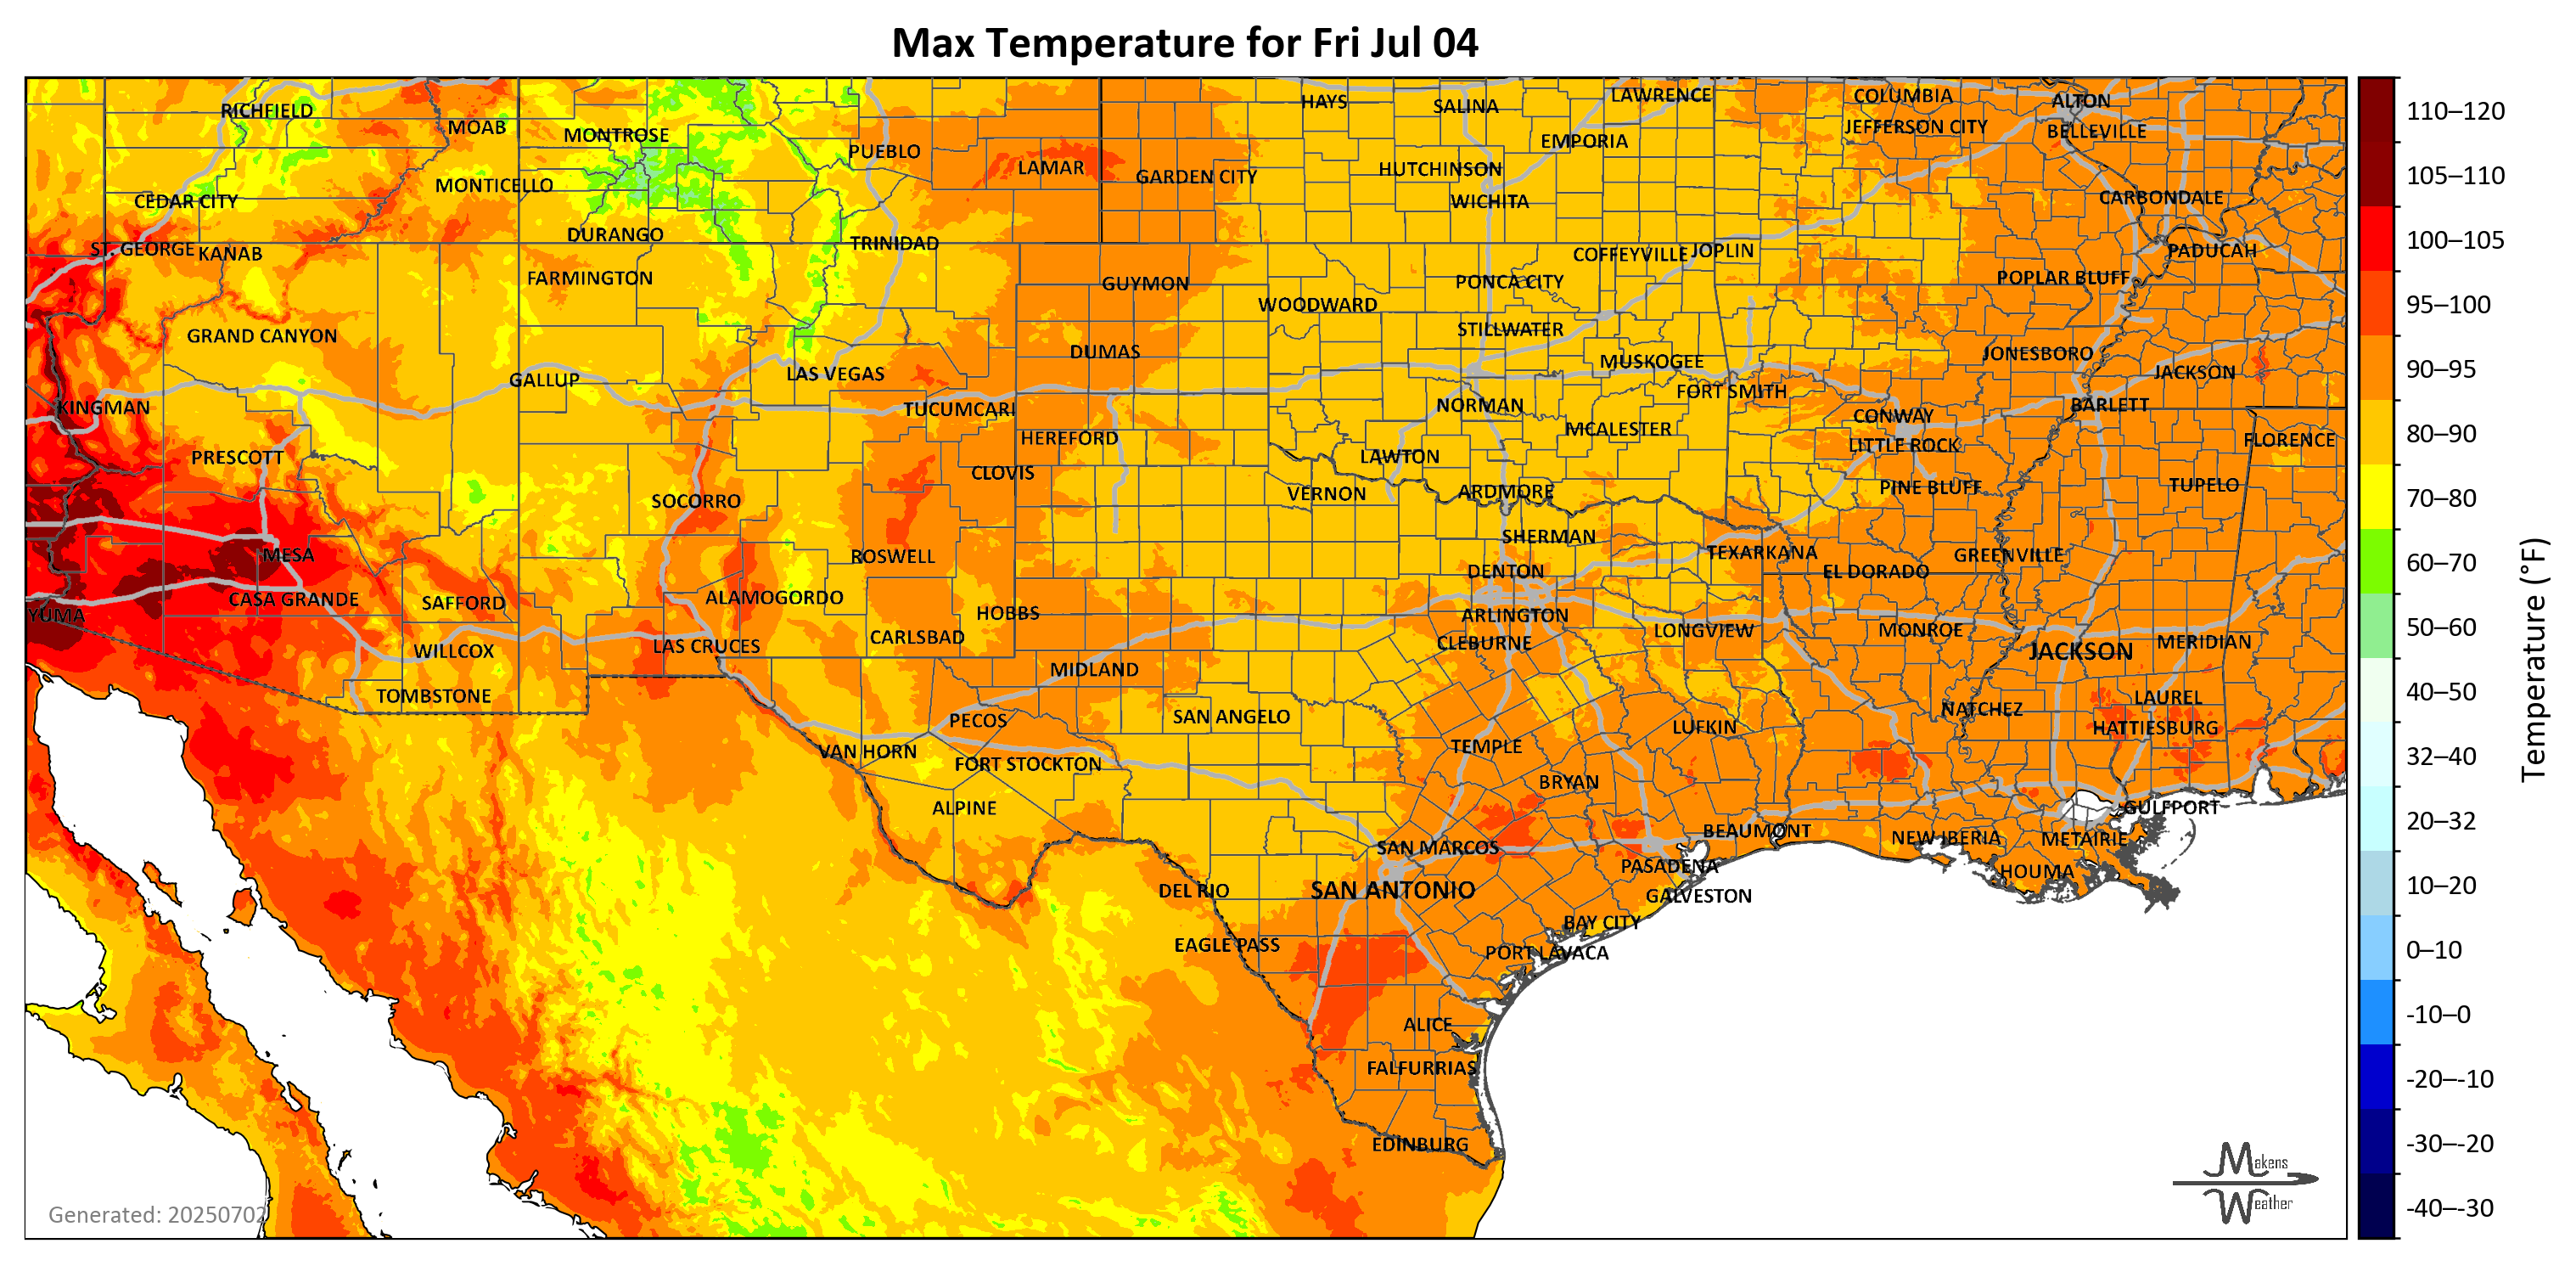 Max Temperature for Fri Jul 04
RICHFIELD
MOAB
MONTROSE
PUEBLO
LAMAR
GARDEN CITY
HAYS
SALINA
LAWRENCE
EMPORIA
HUTCHINSON
WICHITA
COLUMBIA
JEFFERSON CITY
ALTON
BELLEVILLE
CARBONDALE
CEDAR CITY
MONTICELLO
ST. GEORGE
KANAB
DURANGO
TRINIDAD
FARMINGTON
GUYMON
WOODWARD
PONCA CITY
COFFEYVILLE
JOPLIN
POPLAR BLUFF
PADUCAH
GRAND CANYON
DUMAS
STILLWATER
MUSKOGEE
JONESBORO
JACKSON
GALLUP
LAS VEGAS
FORT SMITH
KINGMAN
TUCUMCARI
NORMAN
CONWAY
BARLETT
PRESCOTT
HEREFORD
MCALESTER
LITTLE ROCK
FLORENCE
CLOVIS
LAWTON
SOCORRO
VERNON
ARDMORE
PINE BLUFF
TUPELO
MESA
ROSWELL
SHERMAN
TEXARKANA
GREENVILLE
DENTON
EL DORADO
CASA GRANDE
SAFFORD
ALAMOGORDO
HOBBS
ARLINGTON
YUMA
WILLCOX
LAS CRUCES
CARLSBAD
CLEBURNE
LONGVIEW
MONROE
JACKSON
MERIDIAN
TOMBSTONE
MIDLAND
PECOS
SAN ANGELO
LUFKIN
NATCHEZ
LAUREL
HATTIESBURG
VAN HORN
FORT STOCKTON
TEMPLE
BRYAN
ALPINE
BEAUMONT
GULFPORT
SAN MARCOS
PASADENA
NEW IBERIA
METAIRIE
HOUMA
DEL RIO
SAN ANTONIO
GALVESTON
EAGLE PASS
BAY CITY
PORT LAVACA
ALICE
FALFURRIAS
EDINBURG
Generated: 20250702
Makens
Weather
110–120
105–110
100–105
95–100
90–95
80–90
70–80
60–70
50–60
40–50
32–40
20–32
10–20
0–10
-10–0
-20–-10
-30–-20
-40–-30
Temperature (°F)